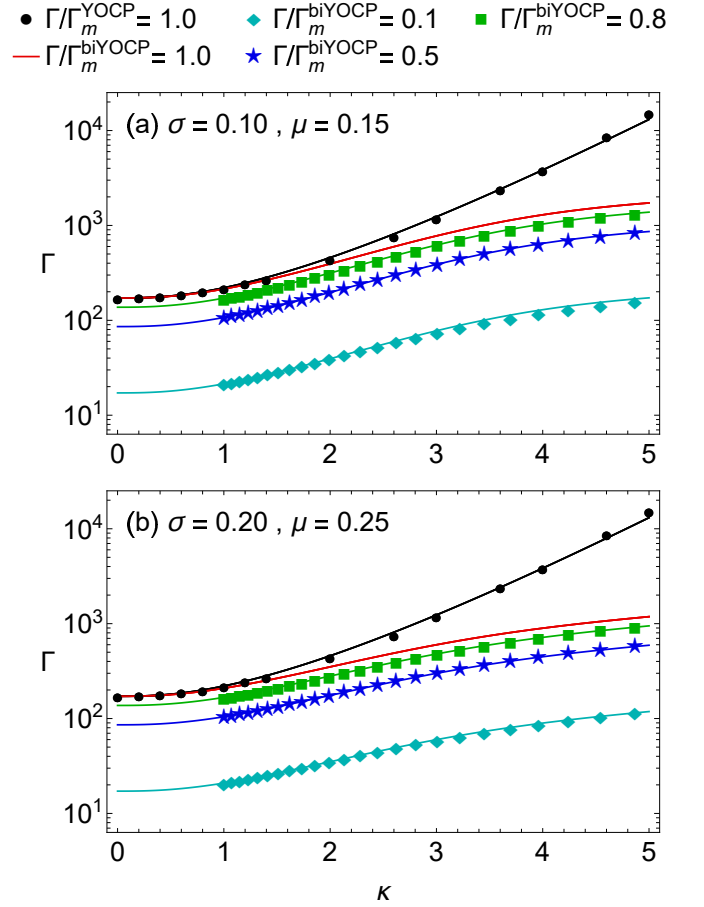 Γ/Γ_m^YOCP = 1.0 Γ/Γ_m^biYOCP = 0.1 Γ/Γ_m^biYOCP = 0.8
Γ/Γ_m^biYOCP = 1.0 Γ/Γ_m^biYOCP = 0.5
(a) σ = 0.10 , μ = 0.15
10^4
10^3
Γ
10^2
10^1
0 1 2 3 4 5
(b) σ = 0.20 , μ = 0.25
10^4
10^3
Γ
10^2
10^1
0 1 2 3 4 5
κ